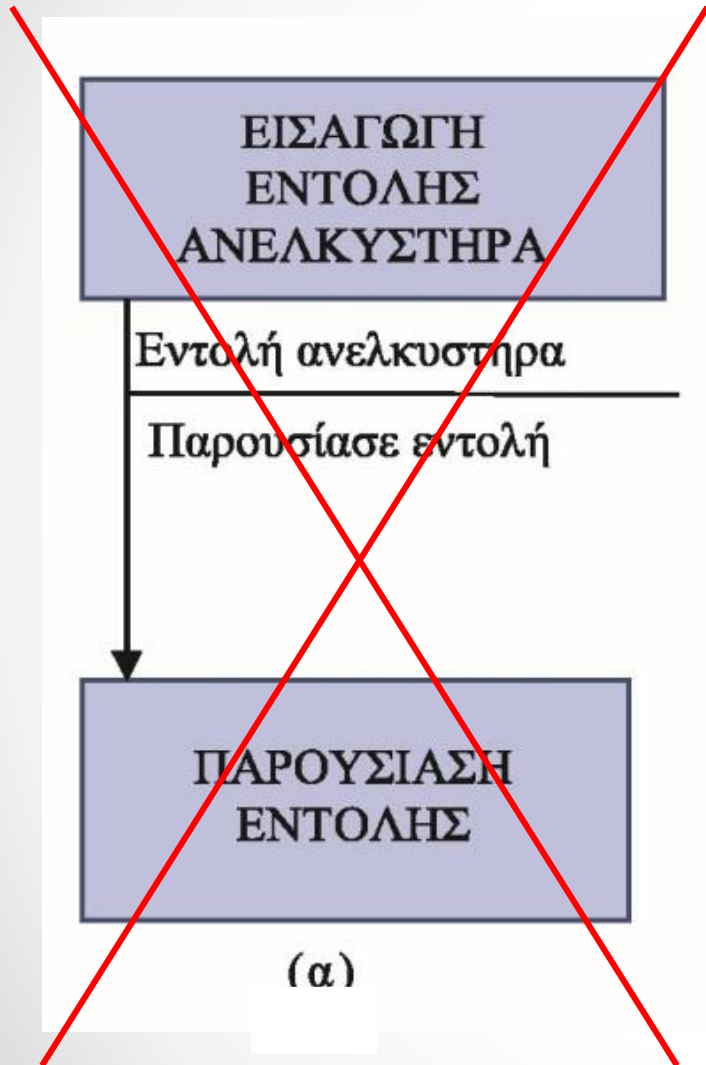 ΕΙΣΑΓΩΓΗ
ΕΝΤΟΛΗΣ
ΑΝΕΛΚΥΣΤΗΡΑ
Εντολή ανελκυστηρα
Παρουσίασε εντολή
ΠΑΡΟΥΣΙΑΣΗ
ΕΝΤΟΛΗΣ
(α)